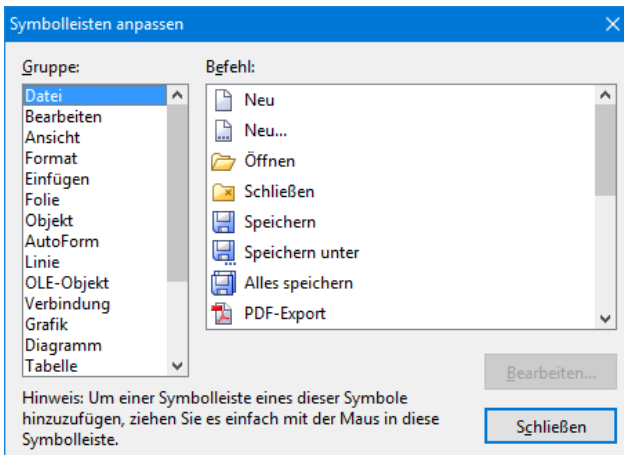 Symbolleisten anpassen
Gruppe:
Datei
Bearbeiten
Ansicht
Format
Einfügen
Folie
Objekt
AutoForm
Linie
OLE-Objekt
Verbindung
Grafik
Diagramm
Tabelle
Befehl:
Neu
Neu...
Öffnen
Schließen
Speichern
Speichern unter
Alles speichern
PDF-Export
Bearbeiten...
Hinweis: Um einer Symbolleiste eines dieser Symbole
hinzuzufügen, ziehen Sie es einfach mit der Maus in diese
Symbolleiste.
Schließen